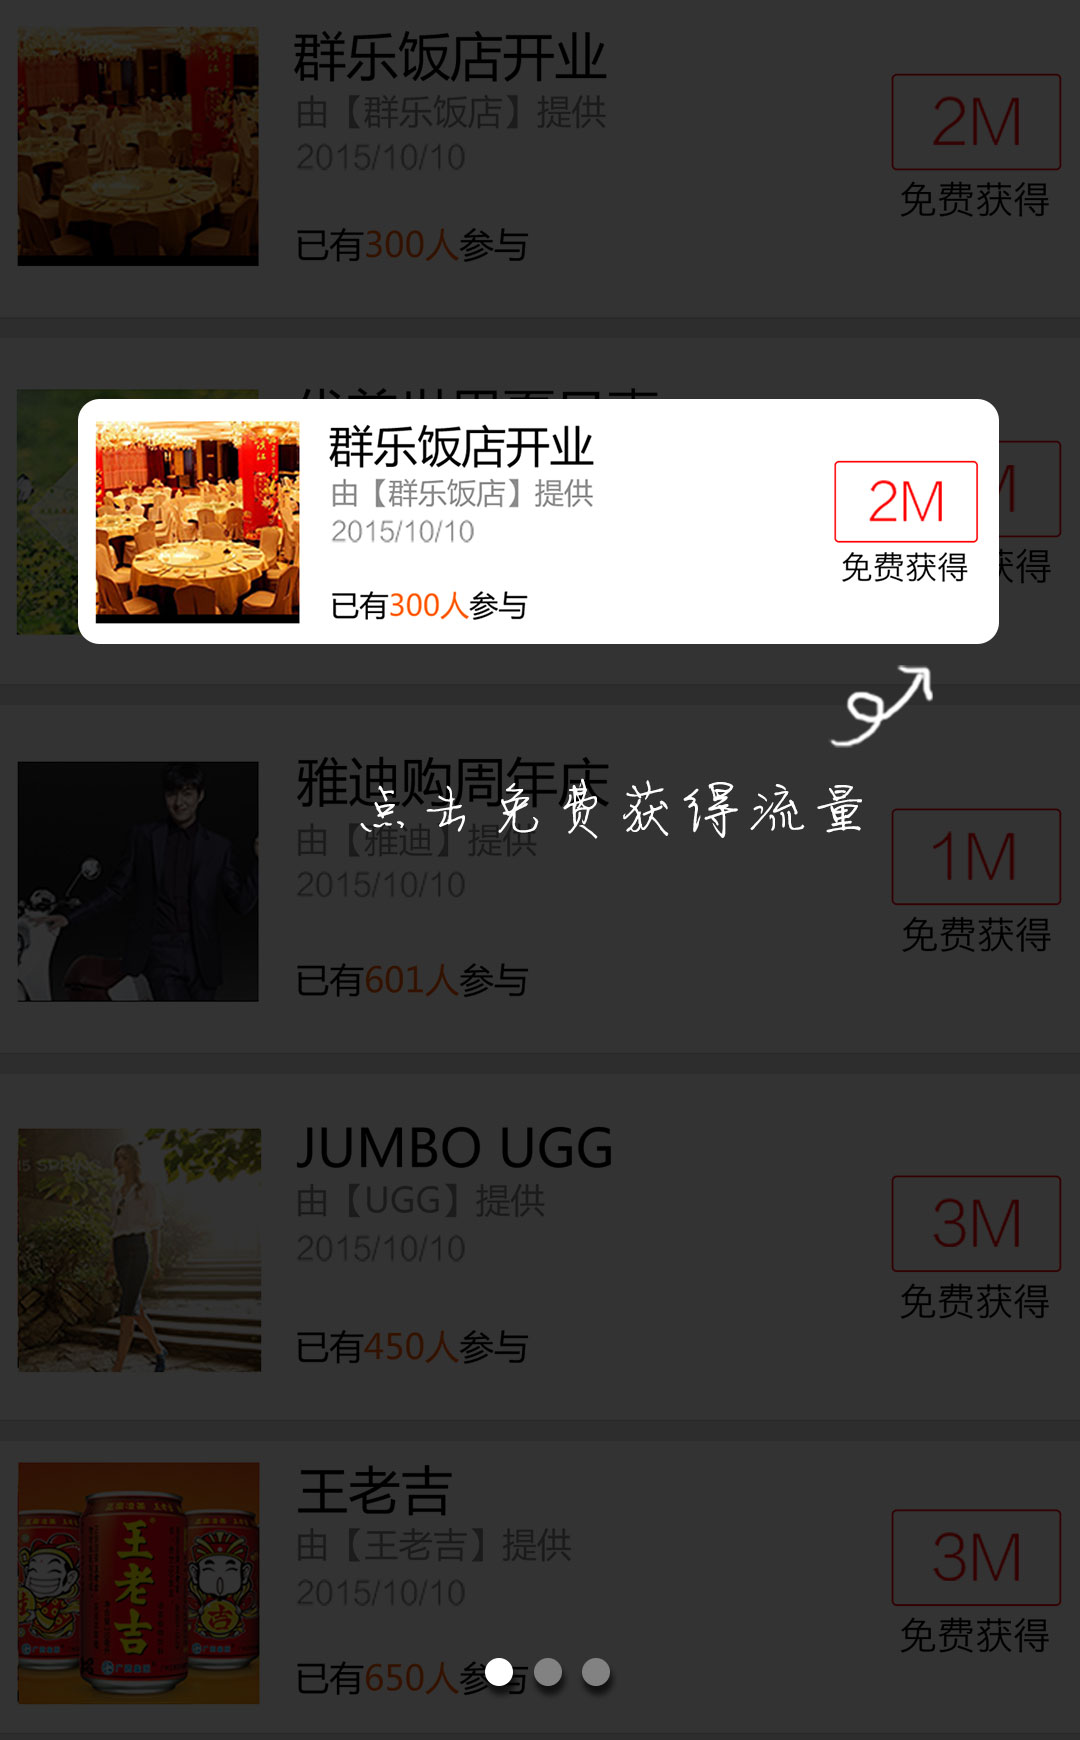 群乐饭店开业
由【群乐饭店】提供
2015/10/10
已有300人参与
2M
免费获得
群乐饭店开业
由【群乐饭店】提供
2015/10/10
已有300人参与
2M
免费获得
点击免费获得流量
雅迪购周年庆
由【雅迪】提供
2015/10/10
已有601人参与
1M
免费获得
JUMBO UGG
由【UGG】提供
2015/10/10
已有450人参与
3M
免费获得
王老吉
由【王老吉】提供
2015/10/10
已有650人参与
3M
免费获得
王老吉
吉